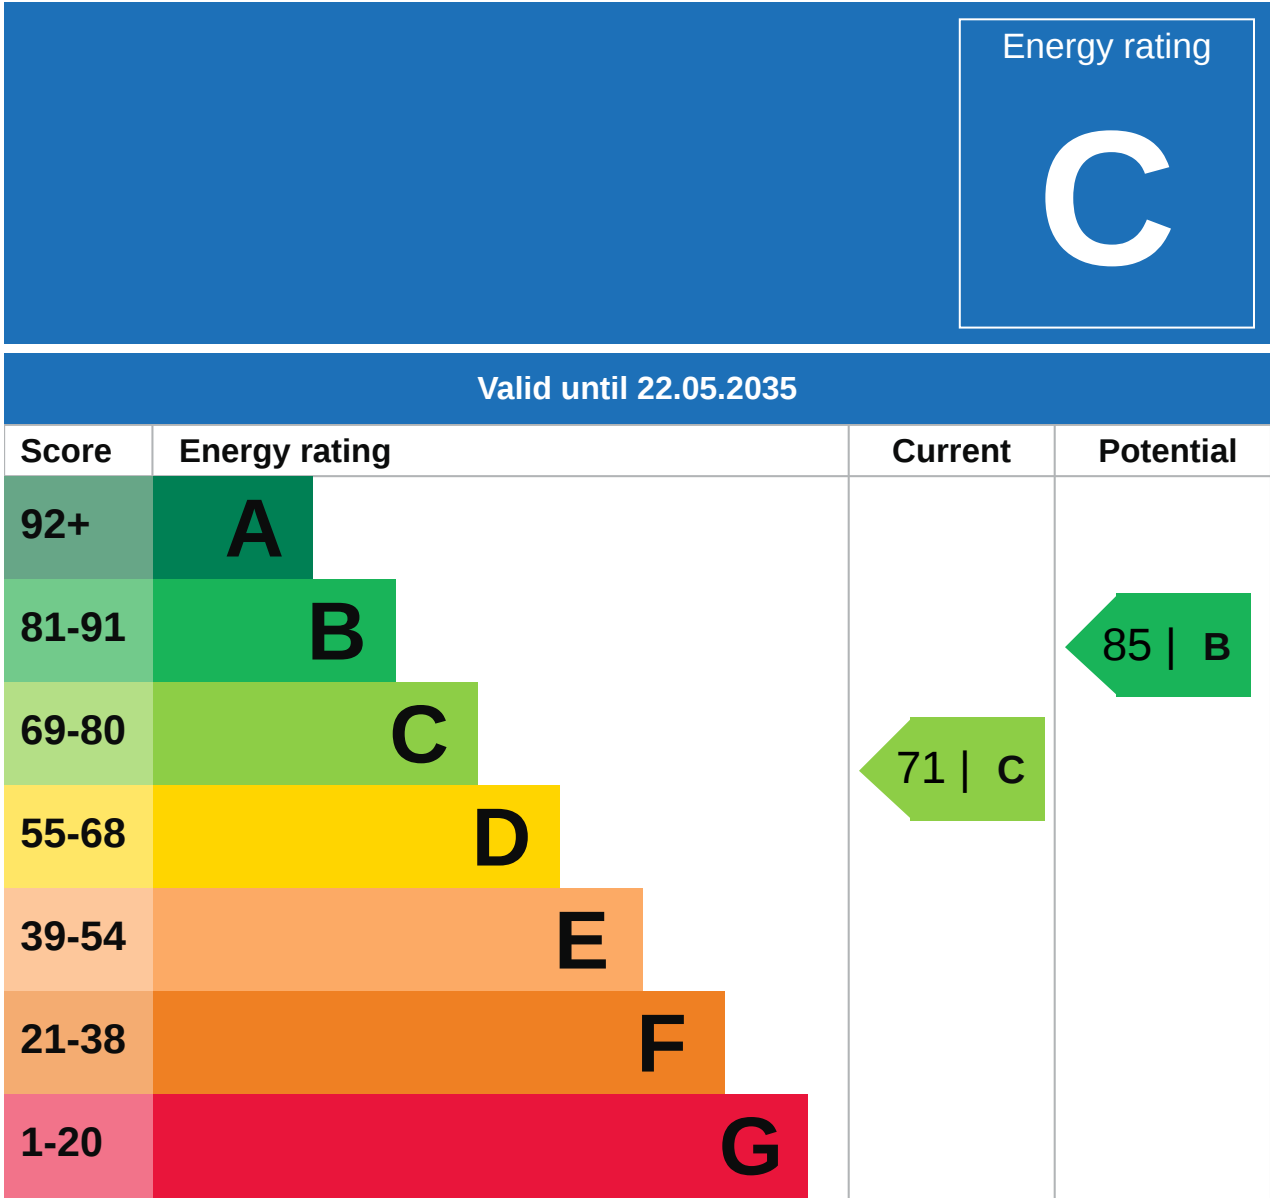 Energy rating
C
Valid until 22.05.2035
Score Energy rating Current Potential
92+ A
81-91 B
85 | B
69-80 C
71 | C
55-68 D
39-54 E
21-38 F
1-20 G